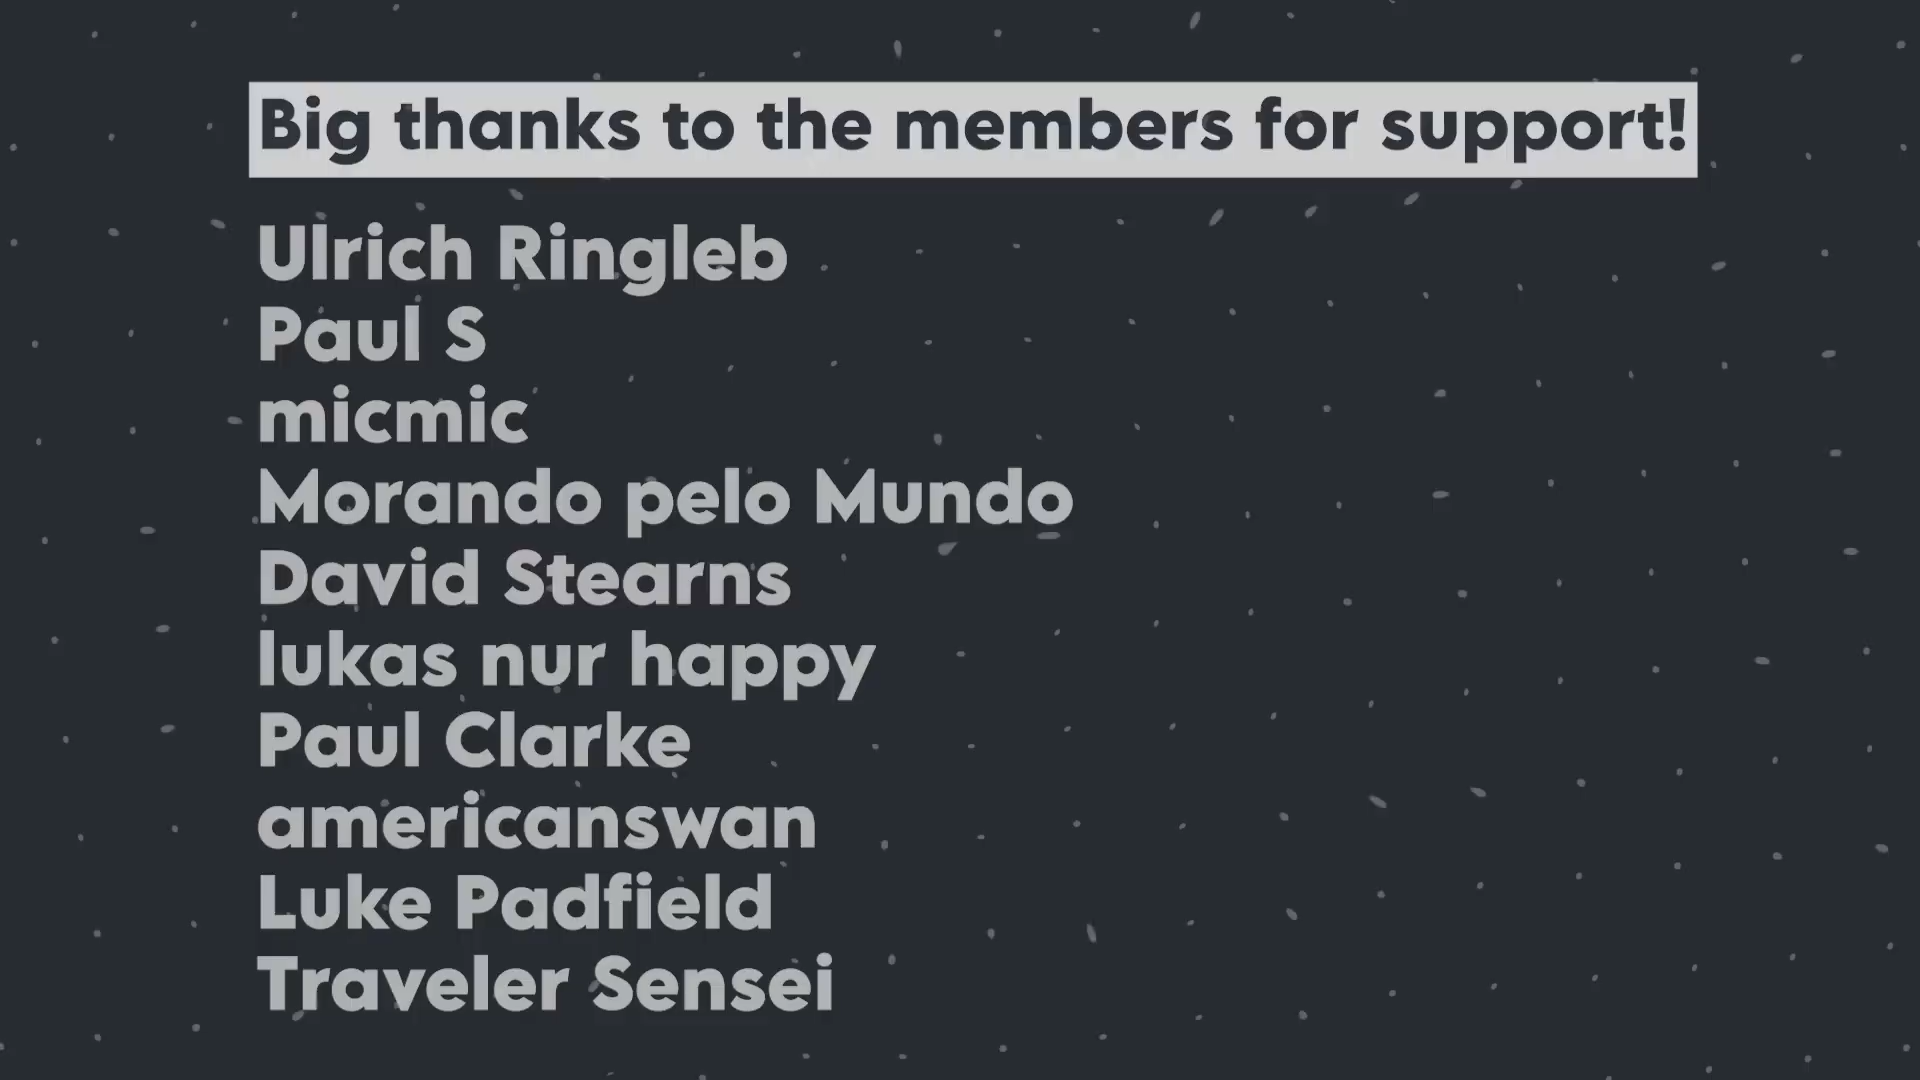 Big thanks to the members for support!
Ulrich Ringleb
Paul S
micmic
Morando pelo Mundo
David Stearns
lukas nur happy
Paul Clarke
americanswan
Luke Padfield
Traveler Sensei